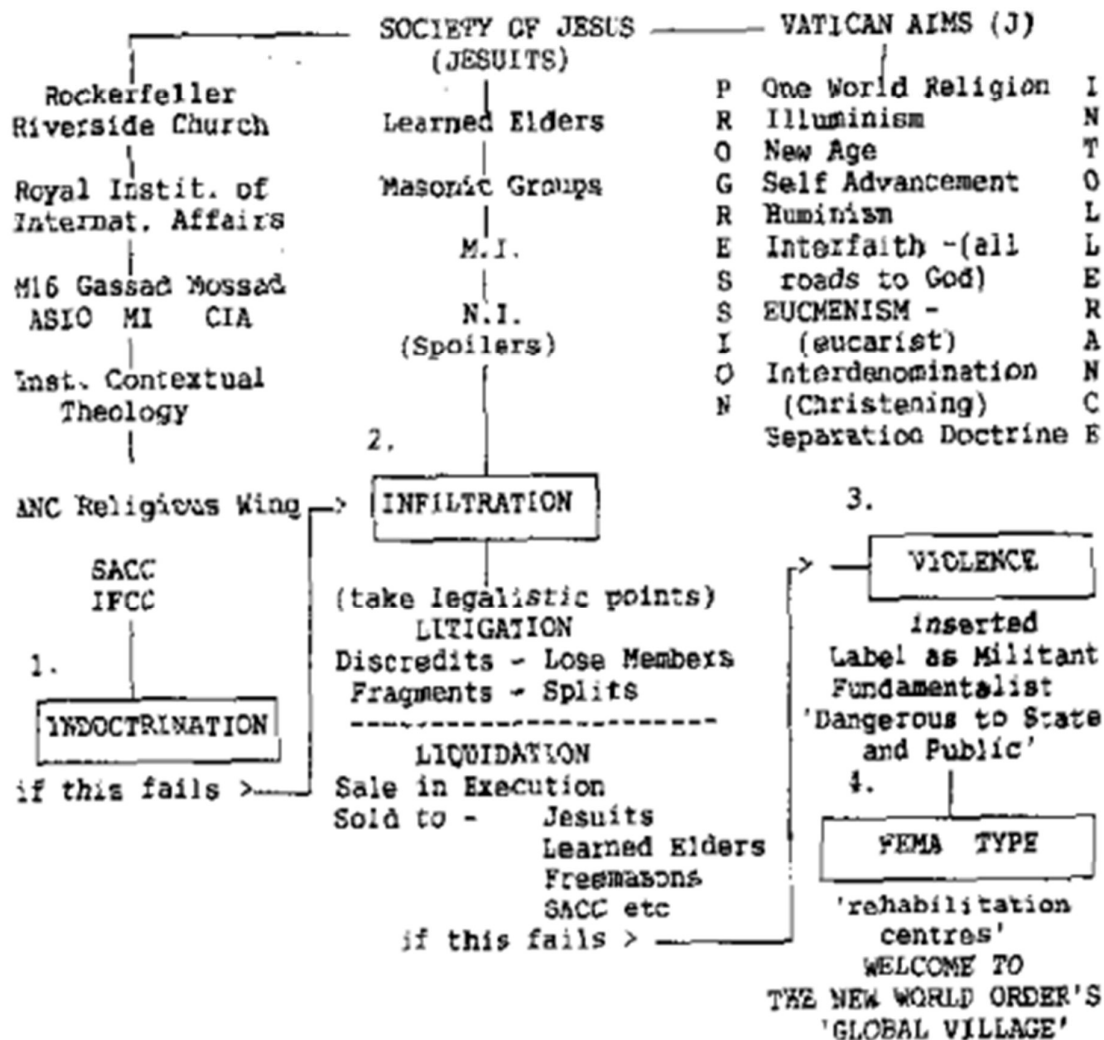 SOCIETY OF JESUS
(JESUITS)
VATICAN AIMS (J)
Rockerfeller
Riverside Church
Royal Instit. of
Internat. Affairs
M16 Gassad Mossad
ASIO MI CIA
Inst. Contextual
Theology
ANC Religious Wing
SACC
IFCC
1.
INDOCTRINATION
if this fails >
Learned Elders
Masonic Groups
M.I.
N.I.
(Spoilers)
2.
> INFILTRATION
(take legalistic points)
LITIGATION
Discredits - Lose Members
Fragments - Splits
LIQUIDATION
Sale in Execution
Sold to - Jesuits
Learned Elders
Freemasons
SACC etc
if this fails >
PROGRESSION
One World Religion
Illuminism
New Age
Self Advancement
Huminism
Interfaith -(all
roads to God)
EUCMENISM -
(eucarist)
Interdenomination
(Christening)
Separation Doctrine
INTOLLERANCE
3.
> VIOLENCE
inserted
Label as Militant
Fundamentalist
'Dangerous to State
and Public'
4.
FEMA TYPE
'rehabilitation
centres'
WELCOME TO
THE NEW WORLD ORDER'S
'GLOBAL VILLAGE'